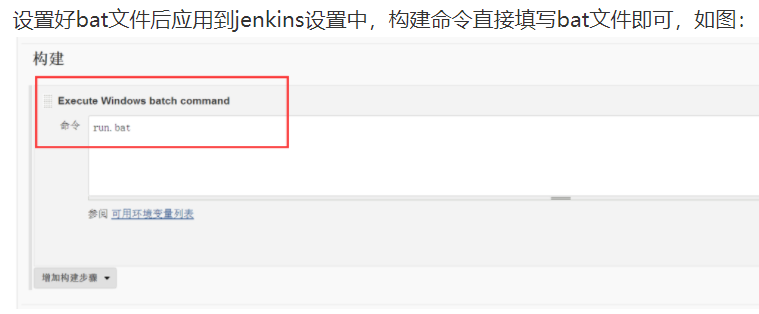 设置好bat文件后应用到jenkins设置中，构建命令直接填写bat文件即可，如图：
构建
Execute Windows batch command
命令 run.bat
参阅 可用环境变量列表
增加构建步骤